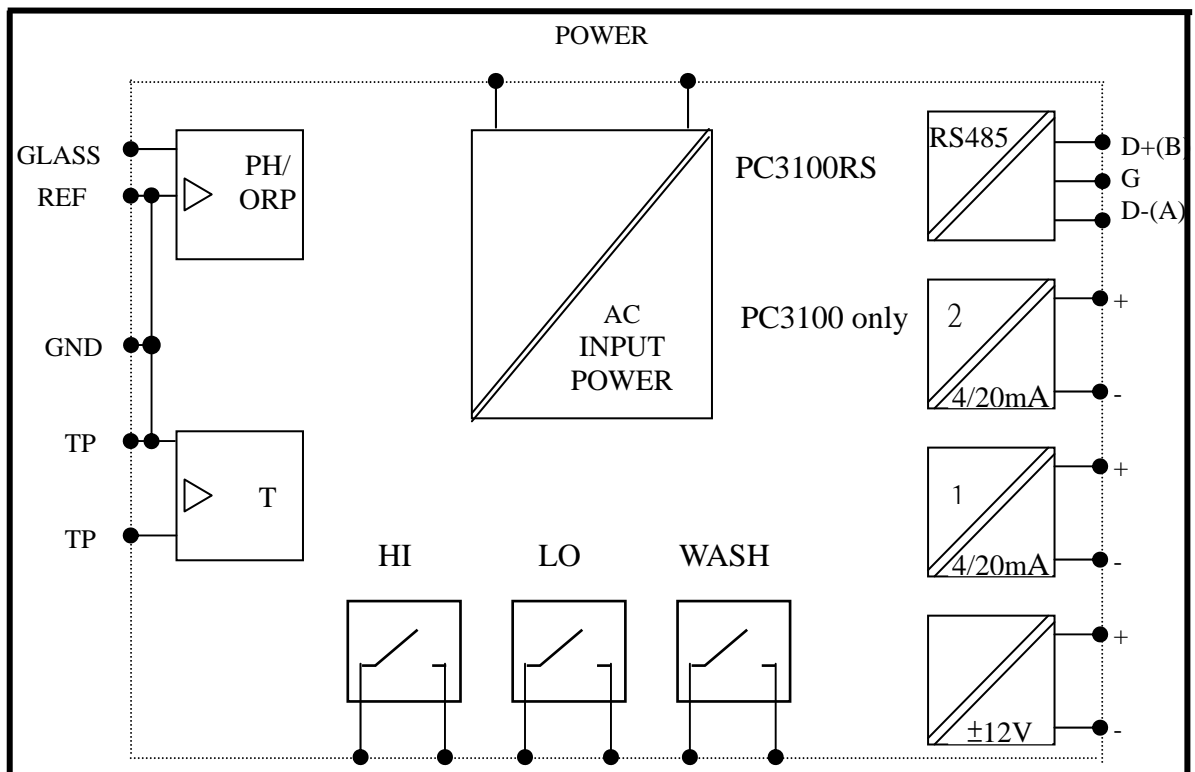 POWER
GLASS
REF
GND
TP
TP
PH/
ORP
T
AC
INPUT
POWER
PC3100RS
PC3100 only
RS485
D+(B)
G
D-(A)
2
4/20mA
+
-
1
4/20mA
+
-
±12V
+
-
HI
LO
WASH